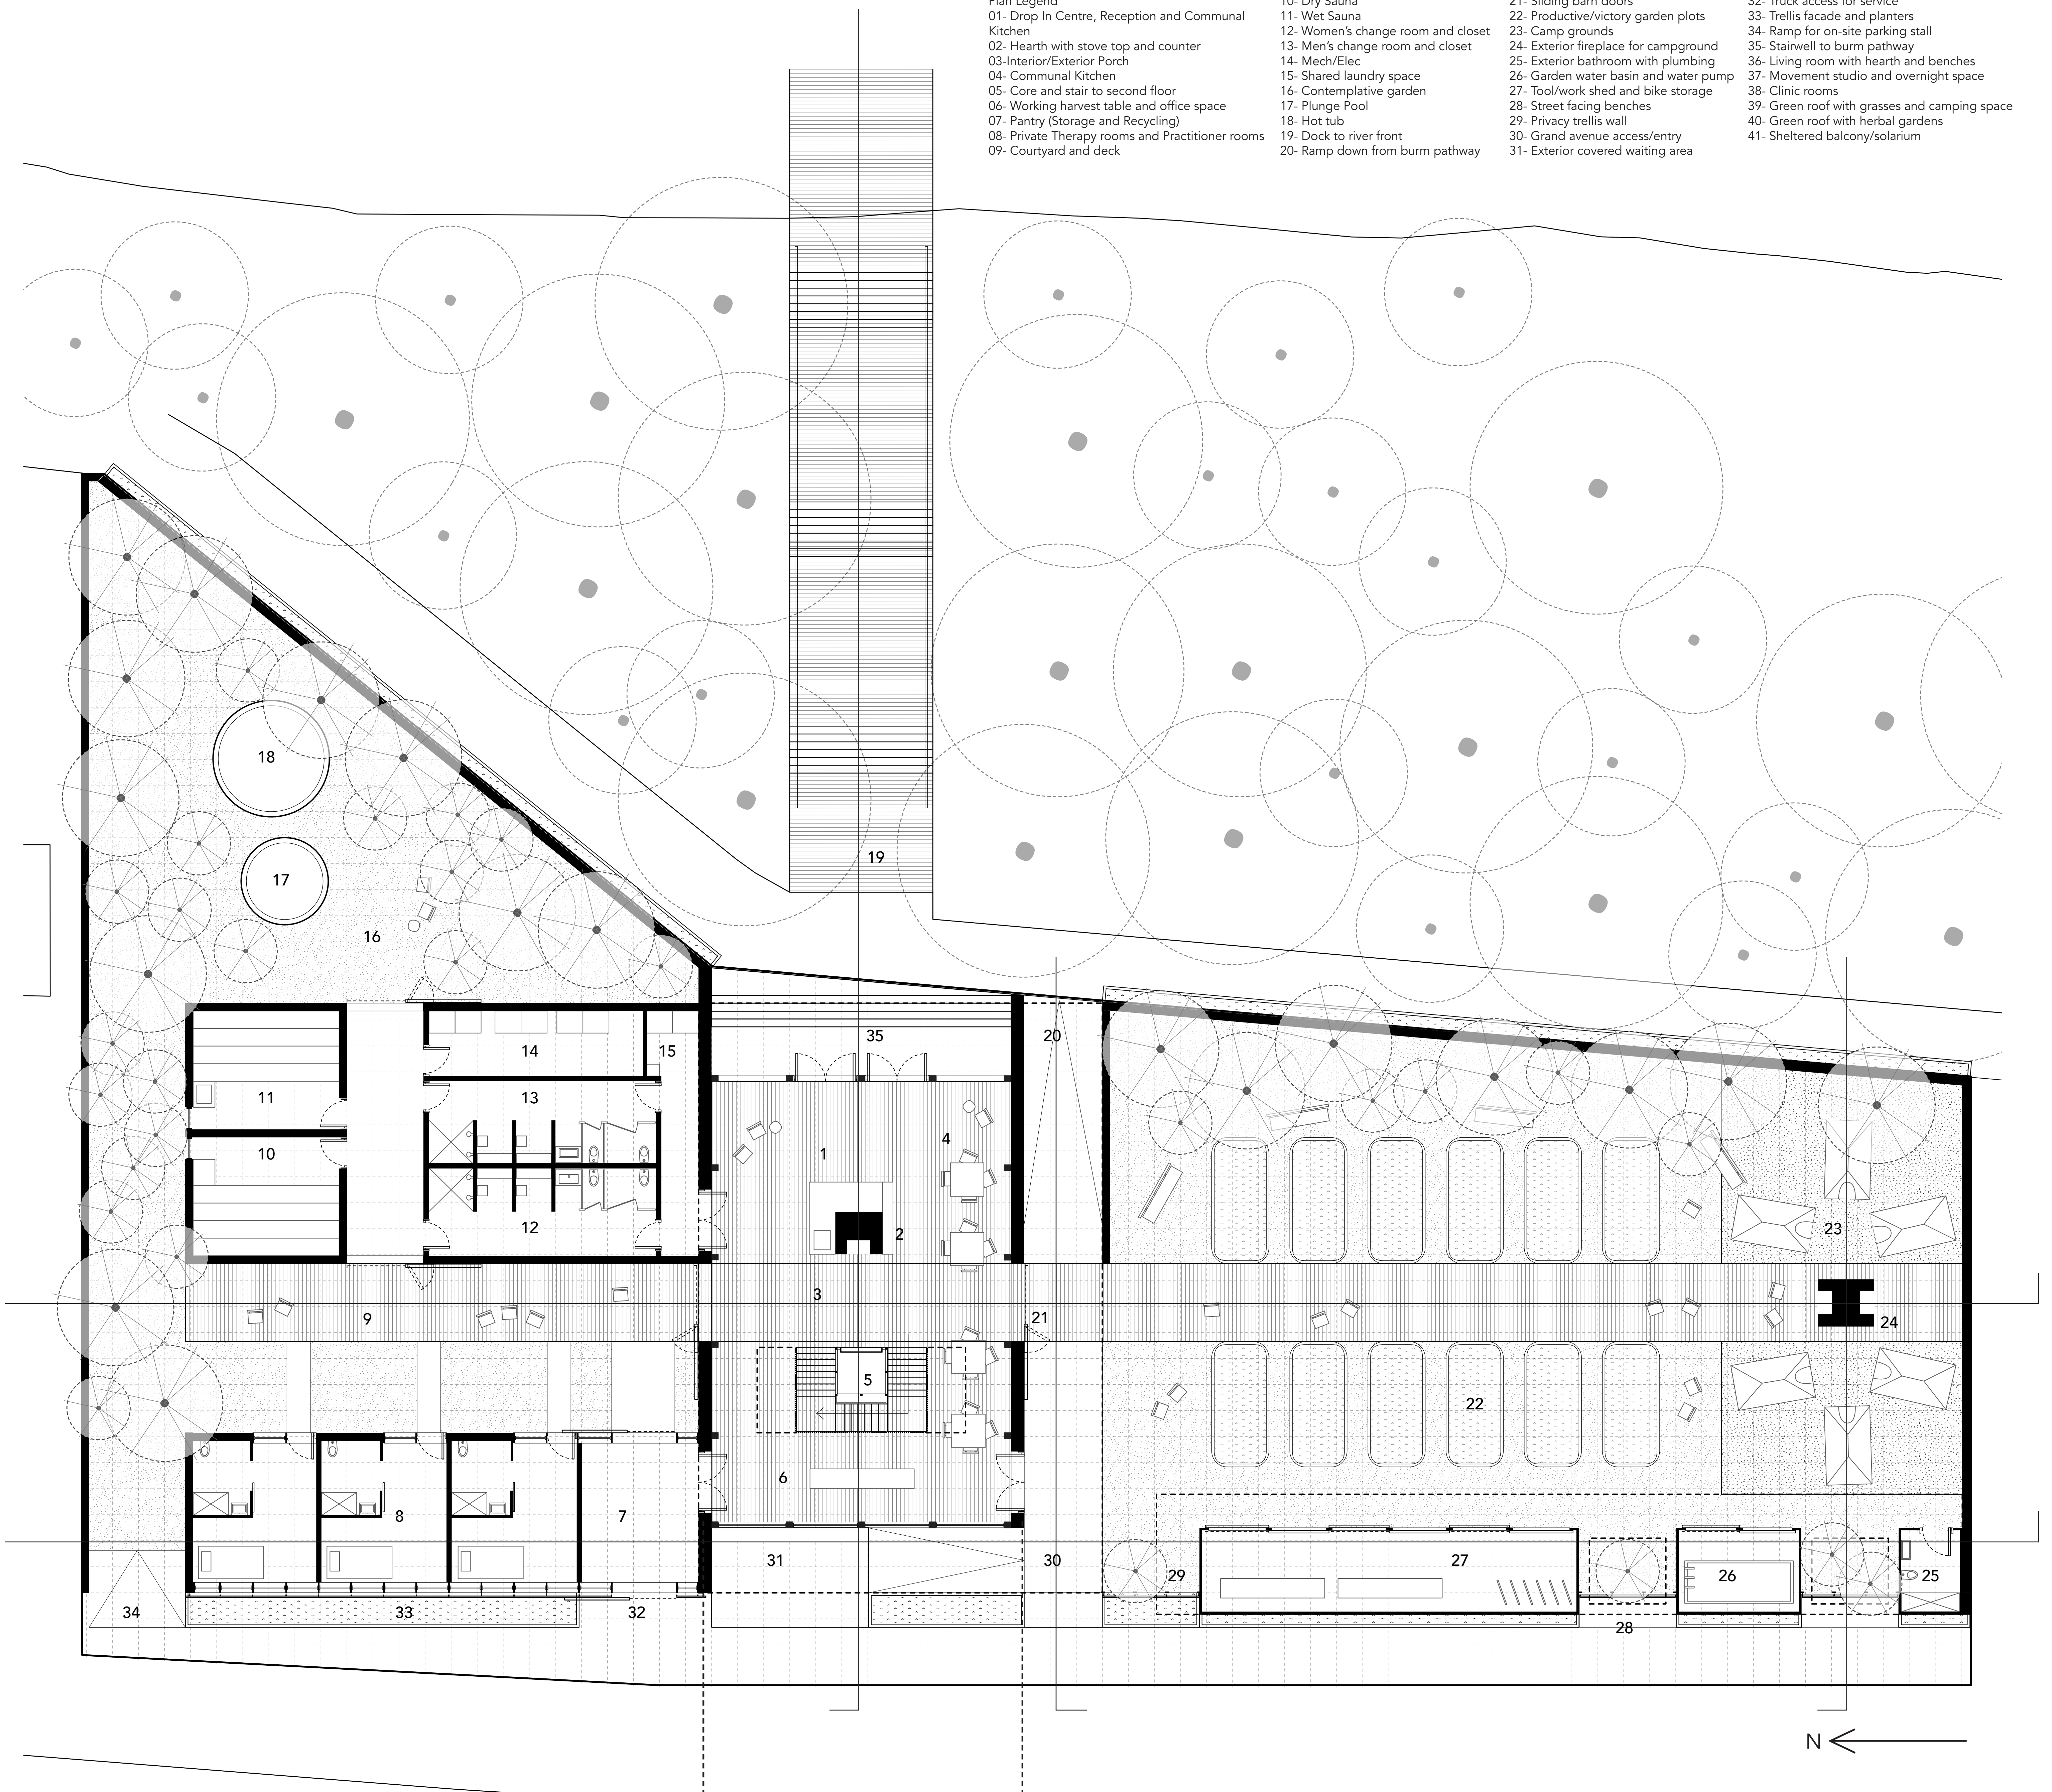 Plan Legend
01- Drop In Centre, Reception and Communal
Kitchen
02- Hearth with stove top and counter
03-Interior/Exterior Porch
04- Communal Kitchen
05- Core and stair to second floor
06- Working harvest table and office space
07- Pantry (Storage and Recycling)
08- Private Therapy rooms and Practitioner rooms
09- Courtyard and deck
10- Dry Sauna
11- Wet Sauna
12- Women's change room and closet
13- Men's change room and closet
14- Mech/Elec
15- Shared laundry space
16- Contemplative garden
17- Plunge Pool
18- Hot tub
19- Dock to river front
20- Ramp down from burm pathway
21- Sliding barn doors
22- Productive/victory garden plots
23- Camp grounds
24- Exterior fireplace for campground
25- Exterior bathroom with plumbing
26- Garden water basin and water pump
27- Tool/work shed and bike storage
28- Street facing benches
29- Privacy trellis wall
30- Grand avenue access/entry
31- Exterior covered waiting area
32- Truck access for service
33- Trellis facade and planters
34- Ramp for on-site parking stall
35- Stairwell to burm pathway
36- Living room with hearth and benches
37- Movement studio and overnight space
38- Clinic rooms
39- Green roof with grasses and camping space
40- Green roof with herbal gardens
41- Sheltered balcony/solarium
18
19
17
16
35
20
14
15
11
13
4
10
1
12
2
23
3
9
21
24
5
22
6
8
7
31
30
29
27
26
25
34
33
32
28
N